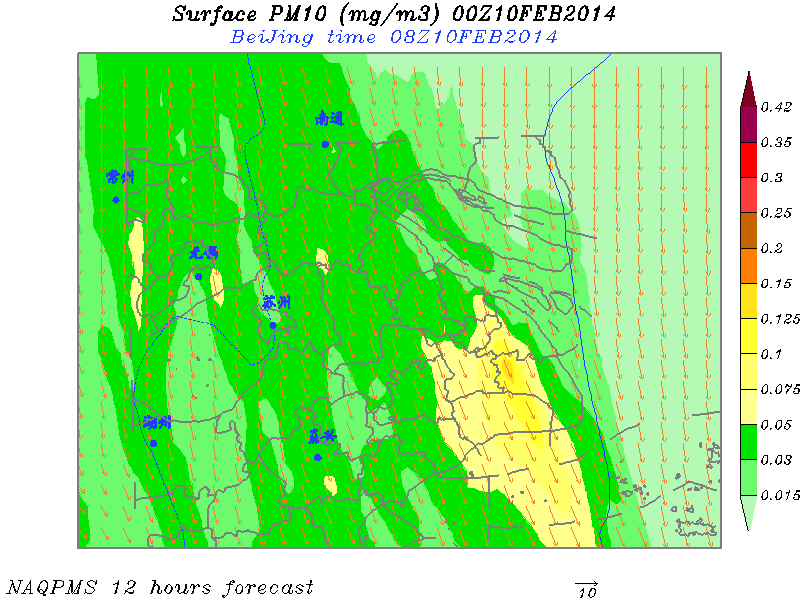 Surface PM10 (mg/m3) 00Z10FEB2014
BeiJing time 08Z10FEB2014
南通
常州
无锡
苏州
湖州
嘉兴
0.42
0.35
0.3
0.25
0.2
0.15
0.125
0.1
0.075
0.05
0.03
0.015
NAQPMS 12 hours forecast
10